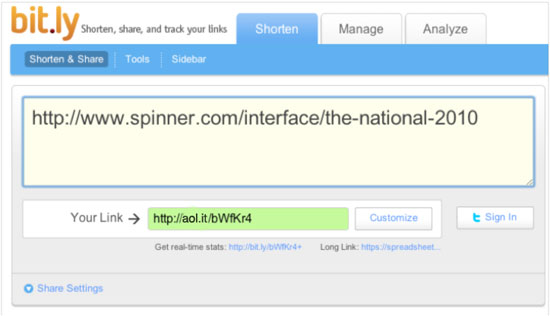 bit.ly Shorten, share, and track your links Shorten Manage Analyze
Shorten & Share Tools Sidebar
http://www.spinner.com/interface/the-national-2010
Your Link → http://aol.it/bWfKr4 Customize Sign In
Get real-time stats: http://bit.ly/bWfKr4+ Long Link: https://spreadsheet...
Share Settings